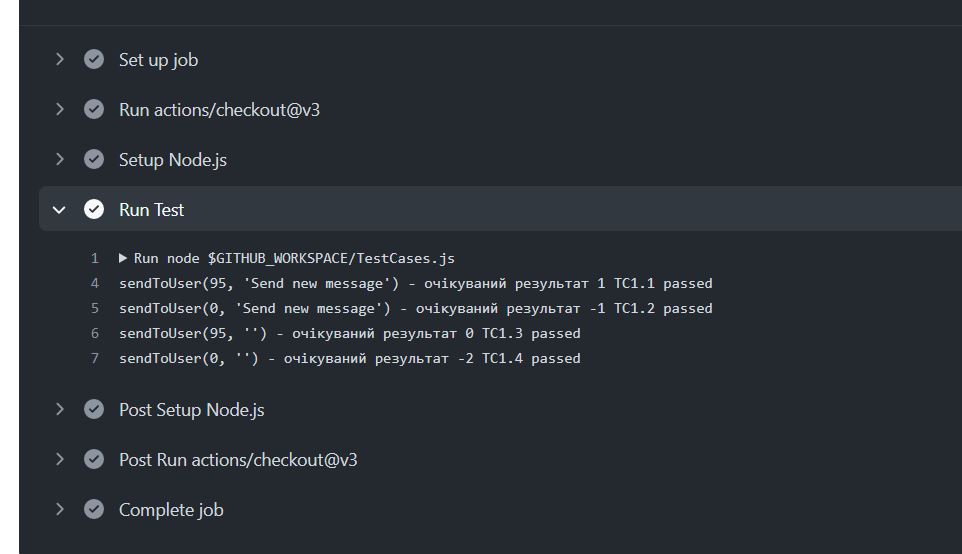 Set up job
Run actions/checkout@v3
Setup Node.js
Run Test
1 Run node $GITHUB_WORKSPACE/TestCases.js
4 sendToUser(95, 'Send new message') - очікуваний результат 1 TC1.1 passed
5 sendToUser(0, 'Send new message') - очікуваний результат -1 TC1.2 passed
6 sendToUser(95, '') - очікуваний результат 0 TC1.3 passed
7 sendToUser(0, '') - очікуваний результат -2 TC1.4 passed
Post Setup Node.js
Post Run actions/checkout@v3
Complete job